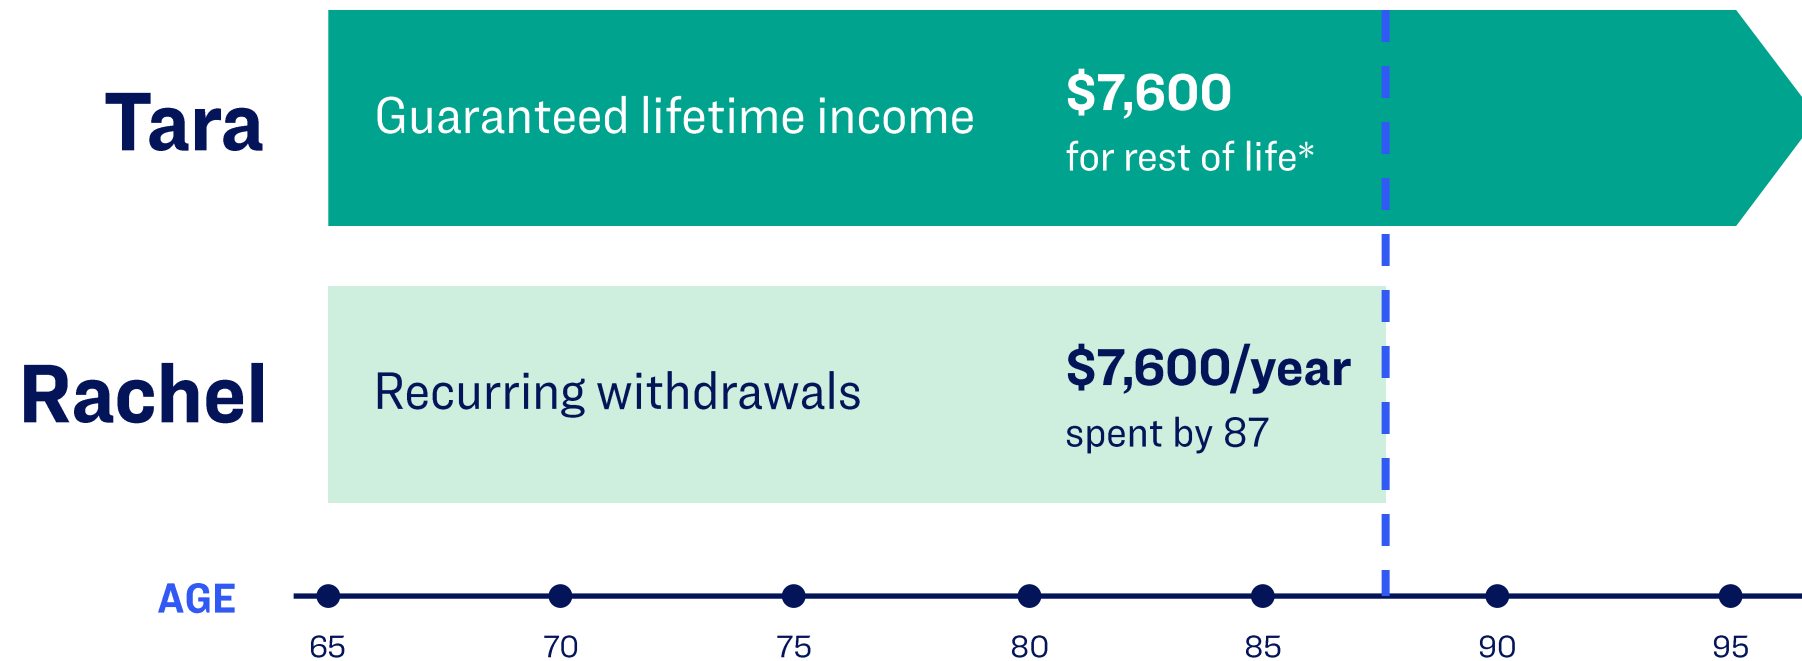 Tara
Guaranteed lifetime income
$7,600
for rest of life*
Rachel
Recurring withdrawals
$7,600/year
spent by 87
AGE
65 70 75 80 85 90 95